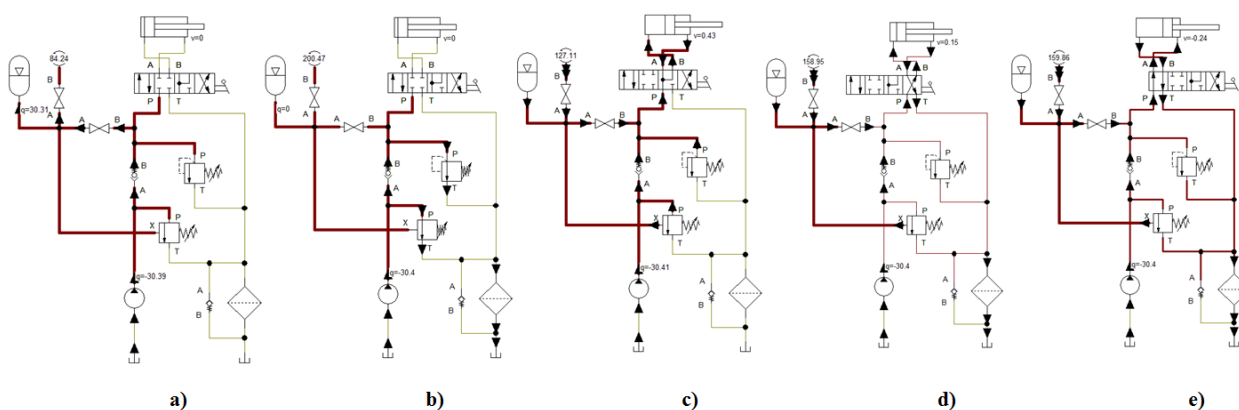 84.24
B
A
q=30.31
A B
v=0
A B
P T
P
T
B
A
X P
T
q=-30.39
A
B
a)
200.47
B
A
q=0
A B
v=0
A B
P T
P
T
B
A
X P
T
q=-30.4
A
B
b)
127.11
B
A
A B
v=0.43
A B
P T
P
T
B
A
X P
T
q=-30.41
A
B
c)
158.95
B
A
A B
v=0.15
A B
P T
P
T
B
A
X P
T
q=-30.4
A
B
d)
159.86
B
A
A B
v=-0.24
A B
P T
P
T
B
A
X P
T
q=-30.4
A
B
e)